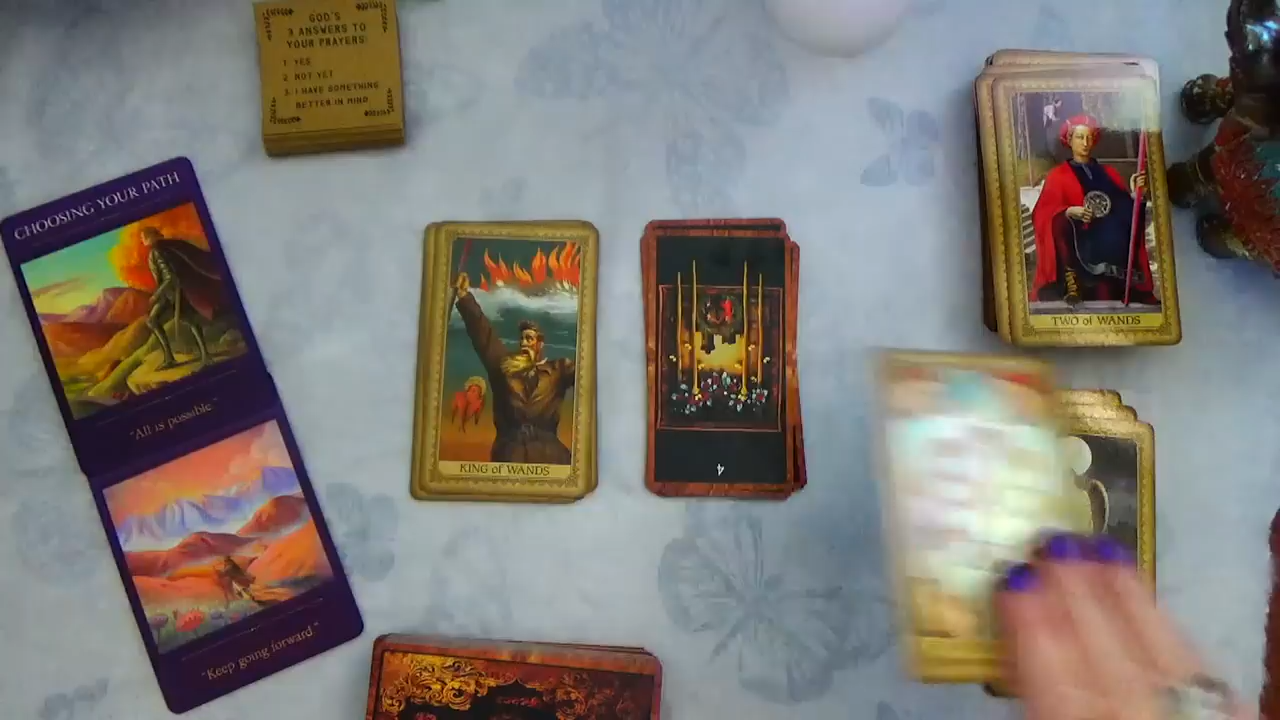 GOD'S
3 ANSWERS TO
YOUR PRAYERS:
1. YES
2. NOT YET
3. I HAVE SOMETHING
BETTER IN MIND
CHOOSING YOUR PATH
"All is possible"
"Keep going forward."
KING of WANDS
4
TWO of WANDS